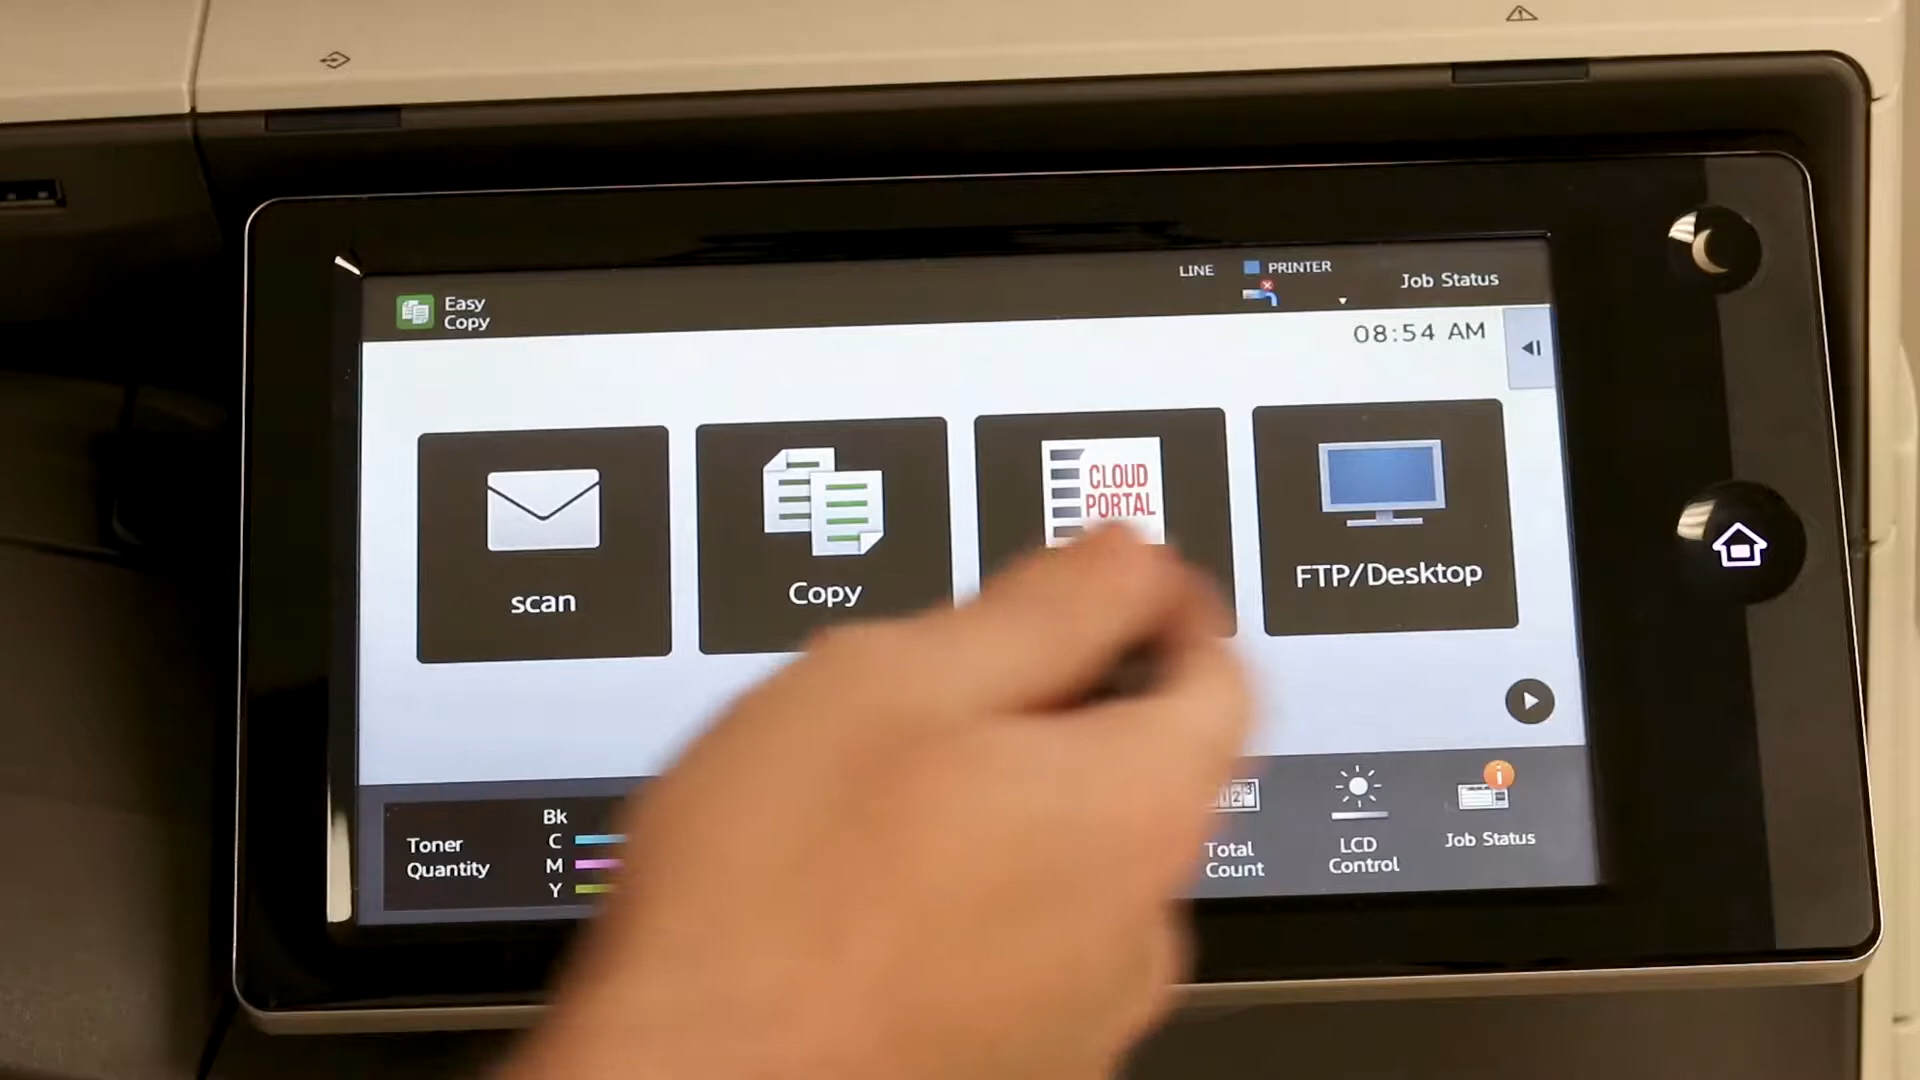 LINE
PRINTER
Job Status
Easy
Copy
08:54 AM
CLOUD
PORTAL
scan
Copy
FTP/Desktop
Toner
Quantity
Bk
C
M
Y
Total
Count
LCD
Control
Job Status